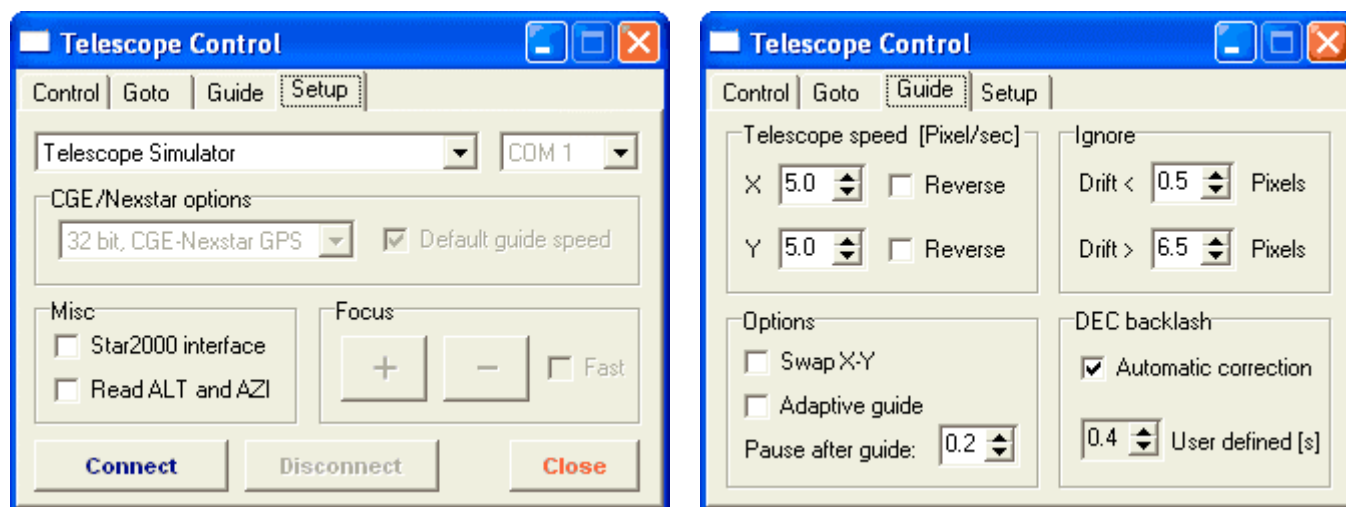 Telescope Control
Control Goto Guide Setup
Telescope Simulator COM 1
CGE/Nexstar options
32 bit, CGE-Nexstar GPS Default guide speed
Misc Focus
Star2000 interface
+ − Fast
Read ALT and AZI
Connect Disconnect Close
Telescope Control
Control Goto Guide Setup
Telescope speed [Pixel/sec] Ignore
X 5.0 Reverse Drift < 0.5 Pixels
Y 5.0 Reverse Drift > 6.5 Pixels
Options DEC backlash
Swap X-Y Automatic correction
Adaptive guide
Pause after guide: 0.2 0.4 User defined [s]